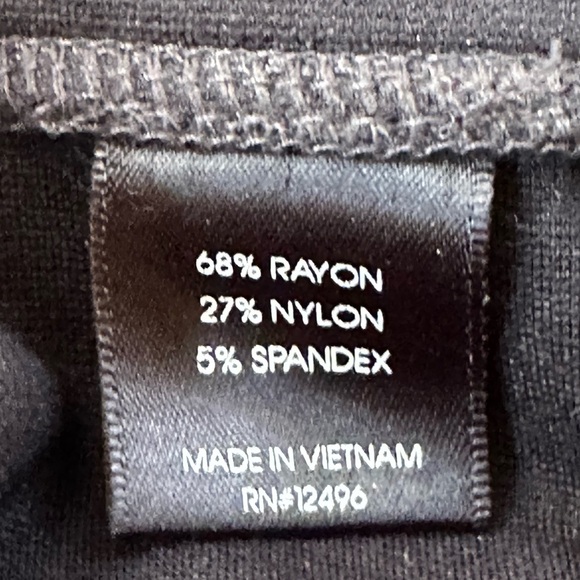 68% RAYON
27% NYLON
5% SPANDEX
MADE IN VIETNAM
RN#12496